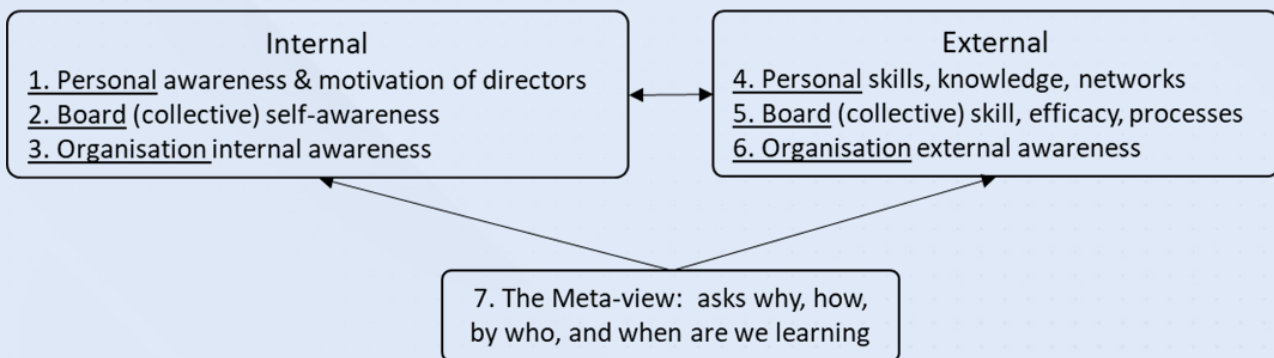 Internal
1. Personal awareness & motivation of directors
2. Board (collective) self-awareness
3. Organisation internal awareness
External
4. Personal skills, knowledge, networks
5. Board (collective) skill, efficacy, processes
6. Organisation external awareness
7. The Meta-view: asks why, how,
by who, and when are we learning